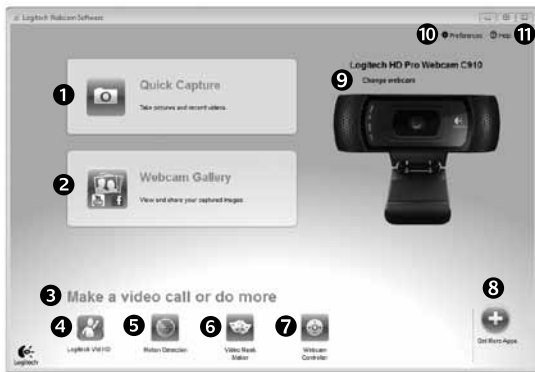 Logitech Webcam Software
10 Preferences 11 Help
Logitech HD Pro Webcam C910
9 Change webcam
1 Quick Capture
Take pictures and record videos.
2 Webcam Gallery
View and share your captured images.
3 Make a video call or do more
4 Logitech Vid HD
5 Motion Detection
6 Video Mask Maker
7 Webcam Controller
8 Get More Apps
Logitech